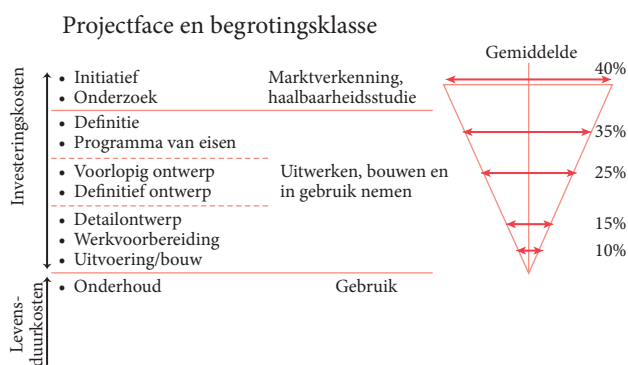 Projectface en begrotingsklasse
Gemiddelde
Investeringskosten
• Initiatief
• Onderzoek
Marktverkenning,
haalbaarheidsstudie
40%
• Definitie
• Programma van eisen
35%
• Voorlopig ontwerp
• Definitief ontwerp
Uitwerken, bouwen en
in gebruik nemen
25%
• Detailontwerp
• Werkvoorbereiding
• Uitvoering/bouw
15%
10%
Levens-
duurkosten
• Onderhoud
Gebruik